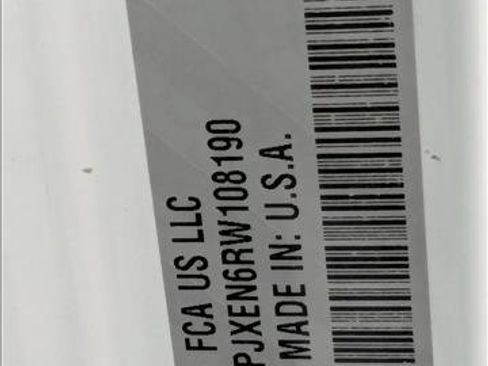 FCA US LLC
PJXEN6RW108190
MADE IN: U.S.A.